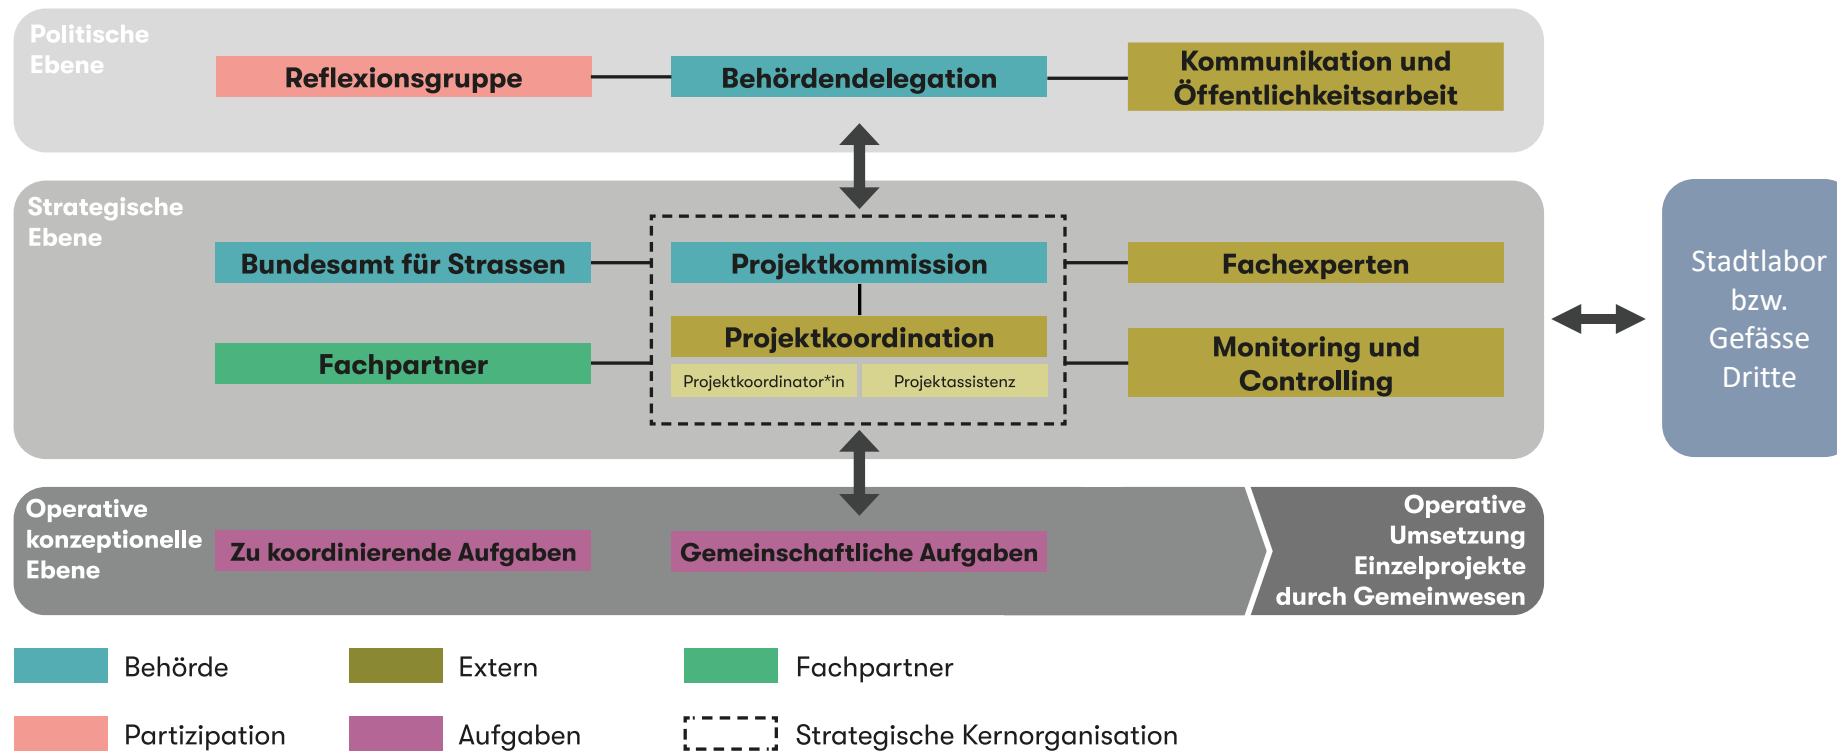 Politische
Ebene
Reflexionsgruppe
Behördendelegation
Kommunikation und
Öffentlichkeitsarbeit
Strategische
Ebene
Bundesamt für Strassen
Projektkommission
Fachexperten
Projektkoordination
Fachpartner
Projektkoordinator*in
Projektassistenz
Monitoring und
Controlling
Stadtlabor
bzw.
Gefässe
Dritte
Operative
konzeptionelle
Ebene
Zu koordinierende Aufgaben
Gemeinschaftliche Aufgaben
Operative
Umsetzung
Einzelprojekte
durch Gemeinwesen
Behörde
Extern
Fachpartner
Partizipation
Aufgaben
Strategische Kernorganisation